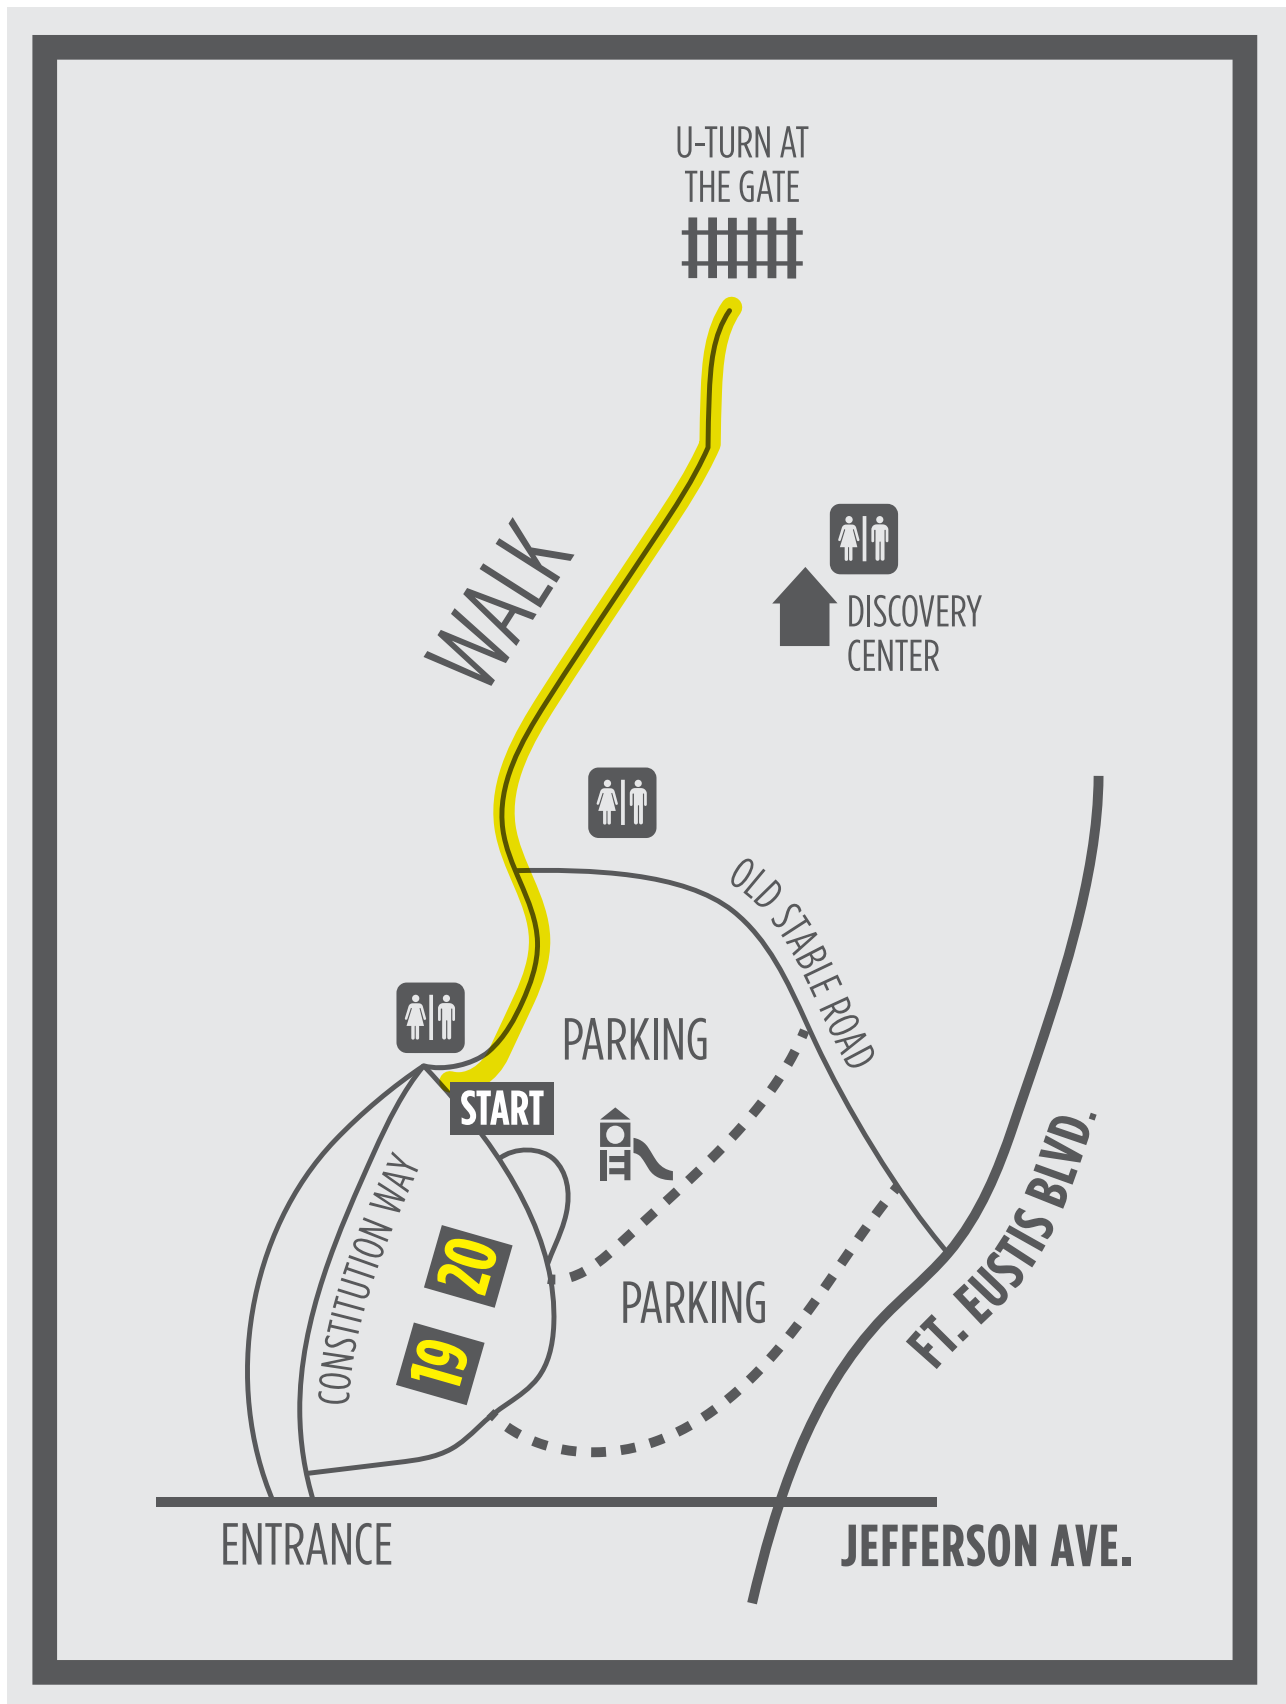 U-TURN AT
THE GATE
WALK
DISCOVERY
CENTER
OLD STABLE ROAD
PARKING
START
CONSTITUTION WAY
20
19
PARKING
FT. EUSTIS BLVD.
ENTRANCE
JEFFERSON AVE.